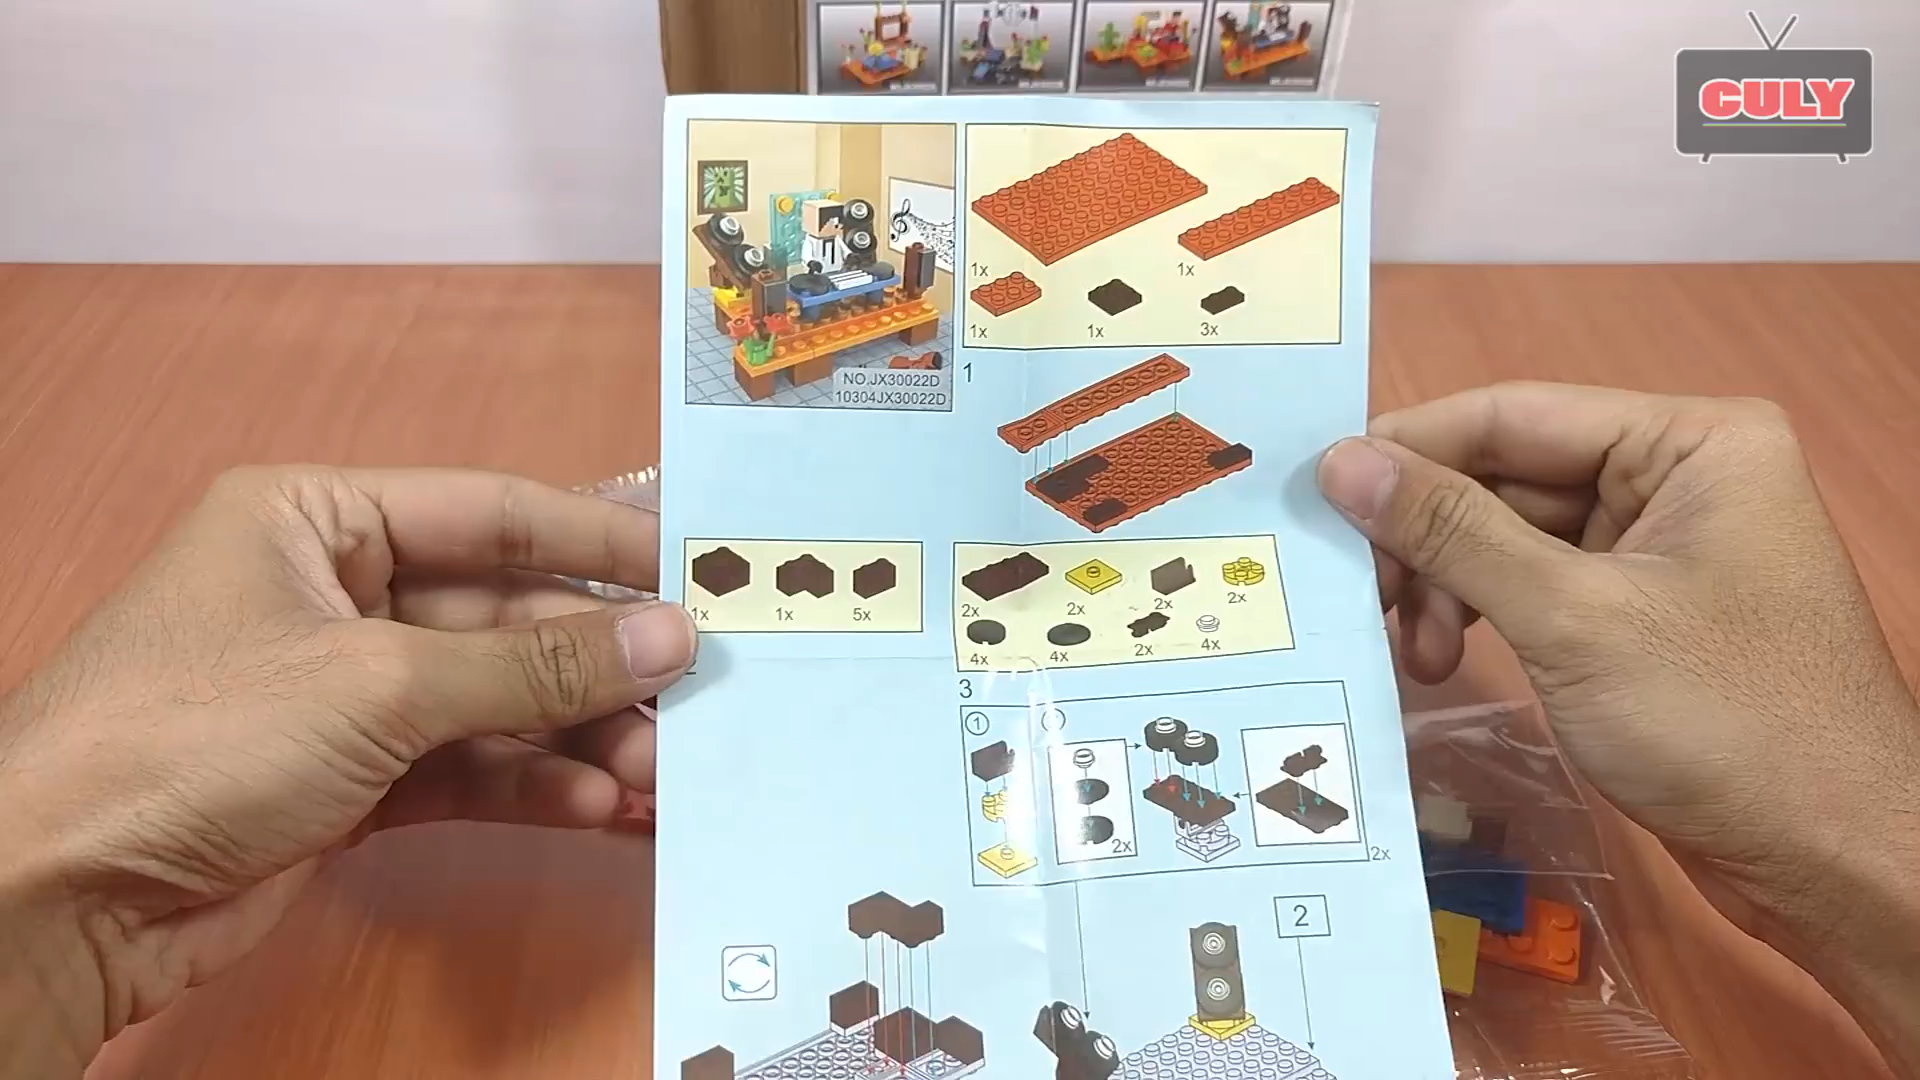 CULY
NO.JX30022D
10304JX30022D
1x
1x
1x
1x
3x
1
1x
1x
5x
2x
2x
2x
2x
4x
4x
2x
4x
3
1
2x
2x
2